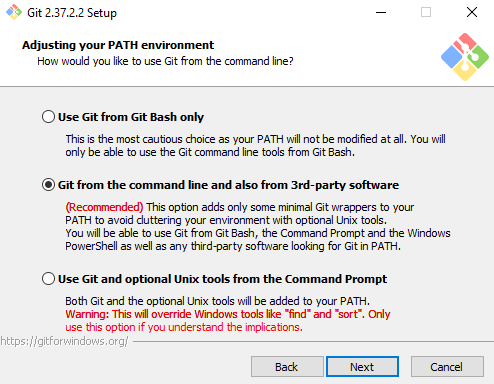 Git 2.37.2.2 Setup
Adjusting your PATH environment
How would you like to use Git from the command line?
Use Git from Git Bash only
This is the most cautious choice as your PATH will not be modified at all. You will
only be able to use the Git command line tools from Git Bash.
Git from the command line and also from 3rd-party software
(Recommended) This option adds only some minimal Git wrappers to your
PATH to avoid cluttering your environment with optional Unix tools.
You will be able to use Git from Git Bash, the Command Prompt and the Windows
PowerShell as well as any third-party software looking for Git in PATH.
Use Git and optional Unix tools from the Command Prompt
Both Git and the optional Unix tools will be added to your PATH.
Warning: This will override Windows tools like "find" and "sort". Only
use this option if you understand the implications.
https://gitforwindows.org/
Back
Next
Cancel